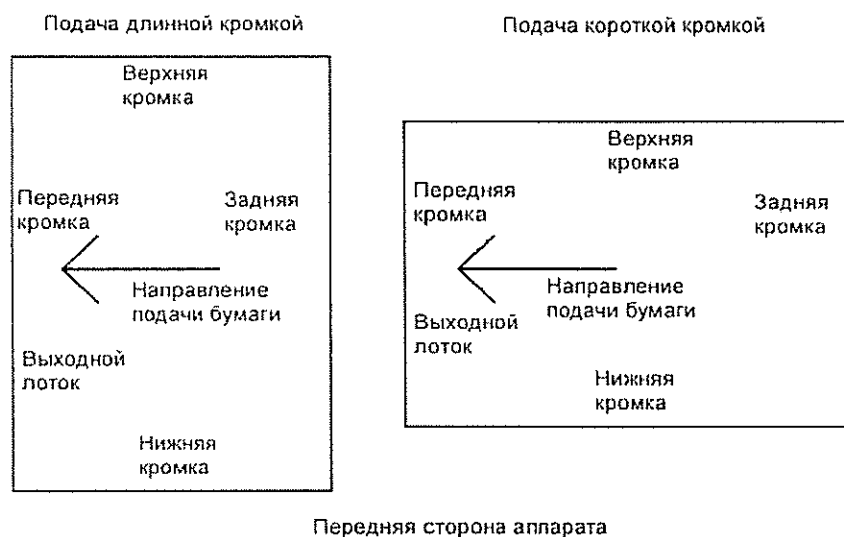 Подача длинной кромкой
Подача короткой кромкой
Верхняя
кромка
Передняя
кромка
Задняя
кромка
Направление
подачи бумаги
Выходной
лоток
Нижняя
кромка
Верхняя
кромка
Передняя
кромка
Задняя
кромка
Направление
подачи бумаги
Выходной
лоток
Нижняя
кромка
Передняя сторона аппарата